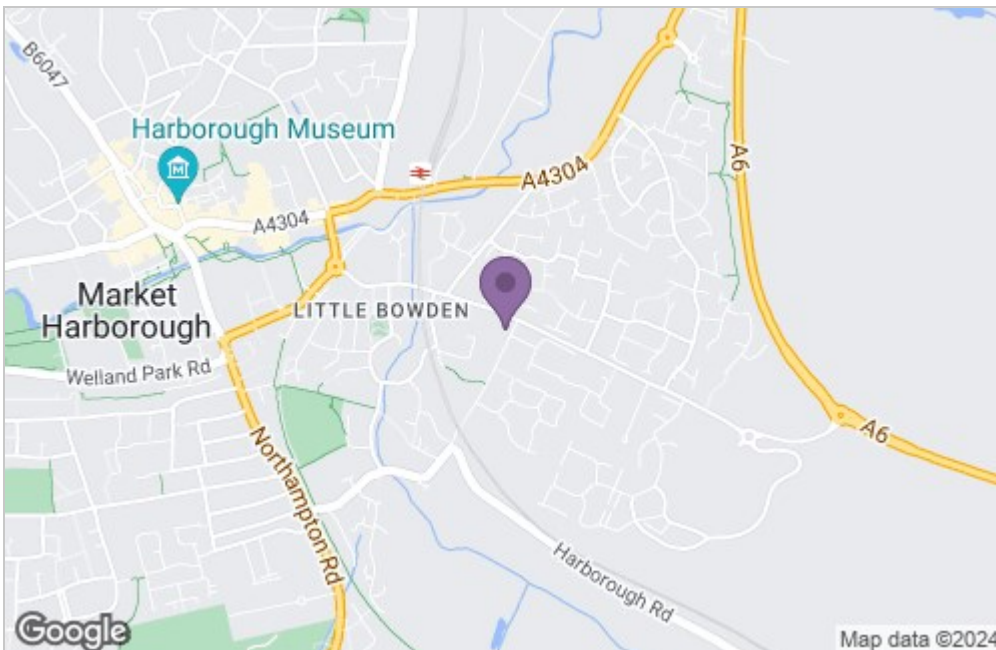 B6047
Harborough Museum
A4304
A4304
A6
Market
Harborough
LITTLE BOWDEN
Welland Park Rd
Northampton Rd
A6
Harborough Rd
Google
Map data ©2024